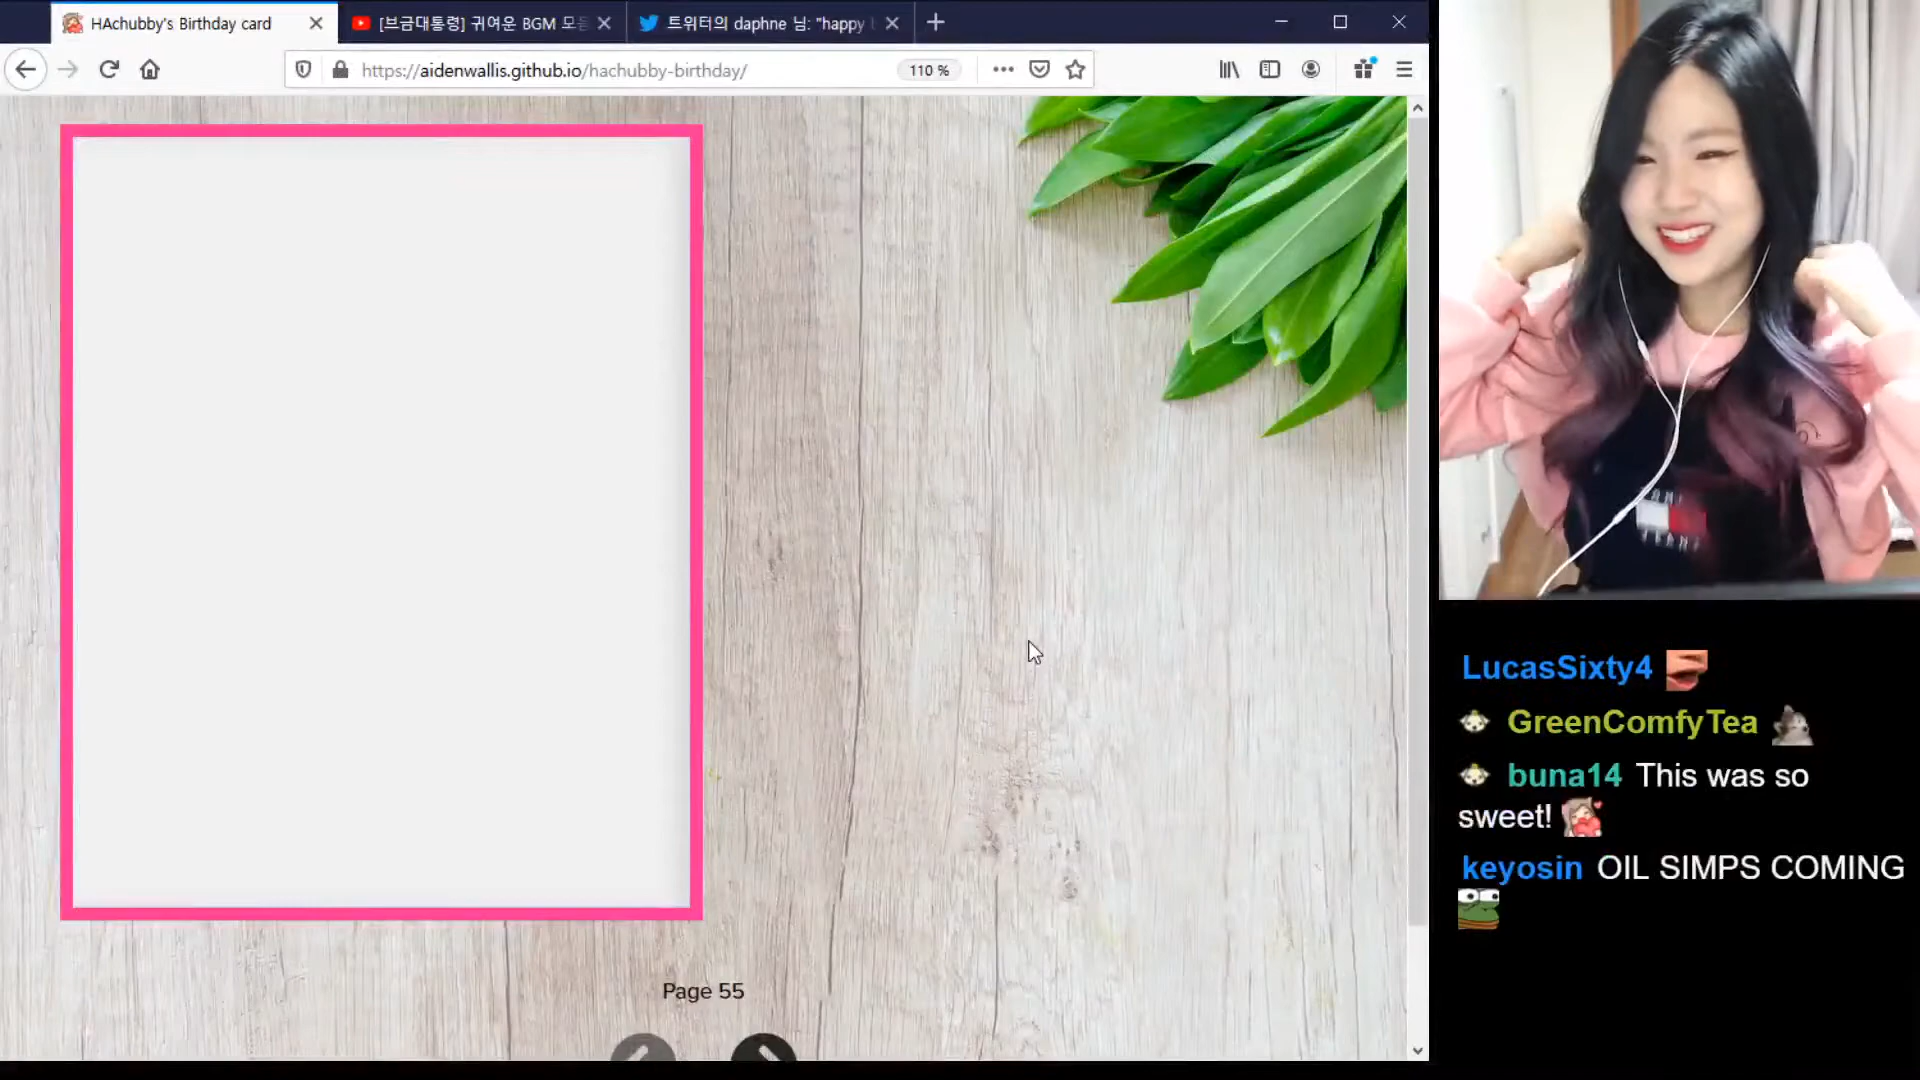 HAchubby's Birthday card
[브금대통령] 귀여운 BGM 모
트위터의 daphne 님: "happy
https://aidenwallis.github.io/hachubby-birthday/
110 %
Page 55
LucasSixty4
GreenComfyTea
buna14 This was so
sweet!
keyosin OIL SIMPS COMING